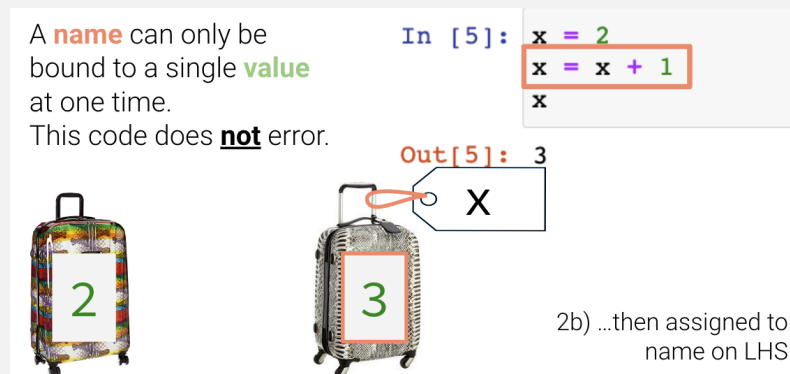 A name can only be
bound to a single value
at one time.
This code does not error.
In [5]: x = 2
x = x + 1
x
Out[5]: 3
x
2
3
2b) ...then assigned to
name on LHS